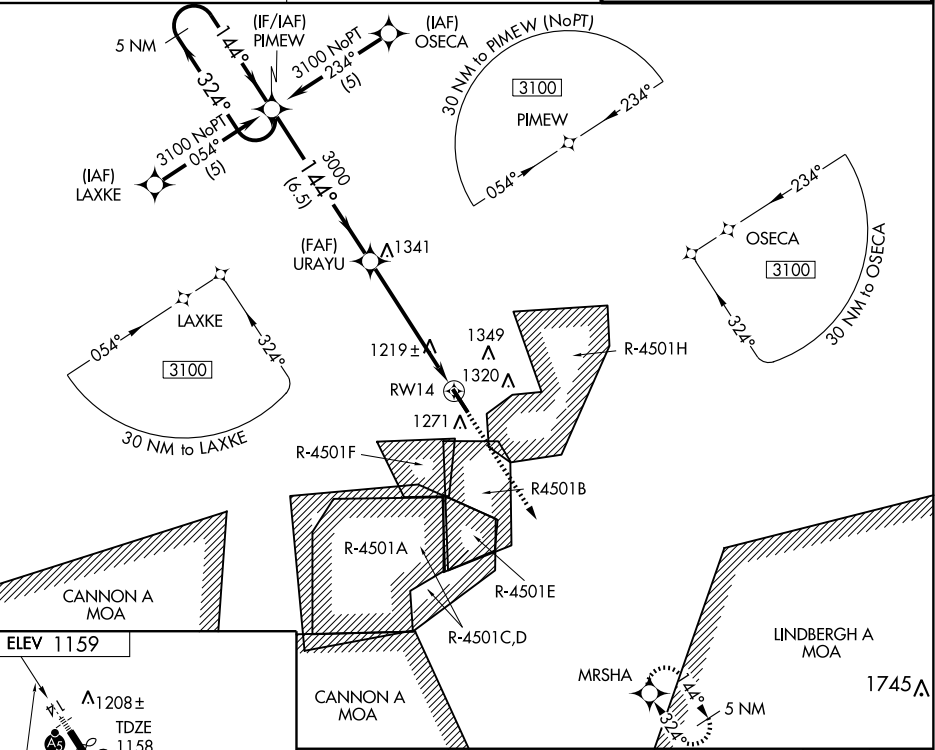 5 NM
144°
324°
(IF/IAF)
PIMEW
(IAF)
OSECA
3100 NoPT
234°
(5)
3100 NoPT
054°
(5)
(IAF)
LAXKE
3000
144°
(6.5)
30 NM to PIMEW (NoPT)
3100
PIMEW
234°
054°
(FAF)
URAYU
1341
234°
OSECA
3100
324°
30 NM to OSECA
LAXKE
054°
324°
3100
30 NM to LAXKE
1219±
1349
1320
RW14
1271
R-4501H
R-4501F
R4501B
R-4501A
R-4501E
R-4501C,D
CANNON A
MOA
CANNON A
MOA
LINDBERGH A
MOA
1745
MRSHA
144°
324°
5 NM
ELEV 1159
14
1208±
TDZE
1158
A5